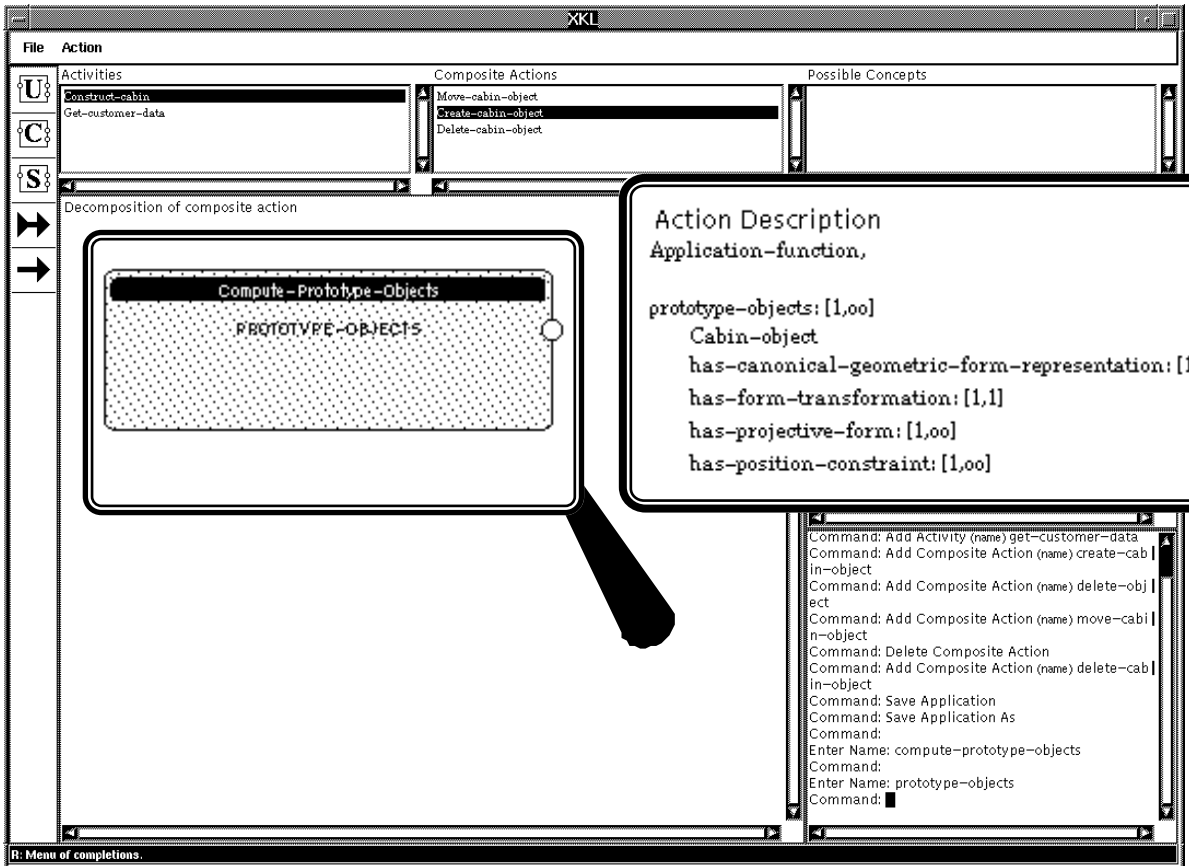 XKL
File Action
Activities
Construct-cabin
Get-customer-data
Composite Actions
Move-cabin-object
Create-cabin-object
Delete-cabin-object
Possible Concepts
U
C
S
Decomposition of composite action
Compute-Prototype-Objects
PROTOTYPE-OBJECTS
Action Description
Application-function,
prototype-objects: [1,oo]
Cabin-object
has-canonical-geometric-form-representation: [1
has-form-transformation: [1,1]
has-projective-form: [1,oo]
has-position-constraint: [1,oo]
Command: Add Activity (name) get-customer-data
Command: Add Composite Action (name) create-cab
in-object
Command: Add Composite Action (name) delete-obj
ect
Command: Add Composite Action (name) move-cabi
n-object
Command: Delete Composite Action
Command: Add Composite Action (name) delete-cab
in-object
Command: Save Application
Command: Save Application As
Command:
Enter Name: compute-prototype-objects
Command:
Enter Name: prototype-objects
Command:
R: Menu of completions.